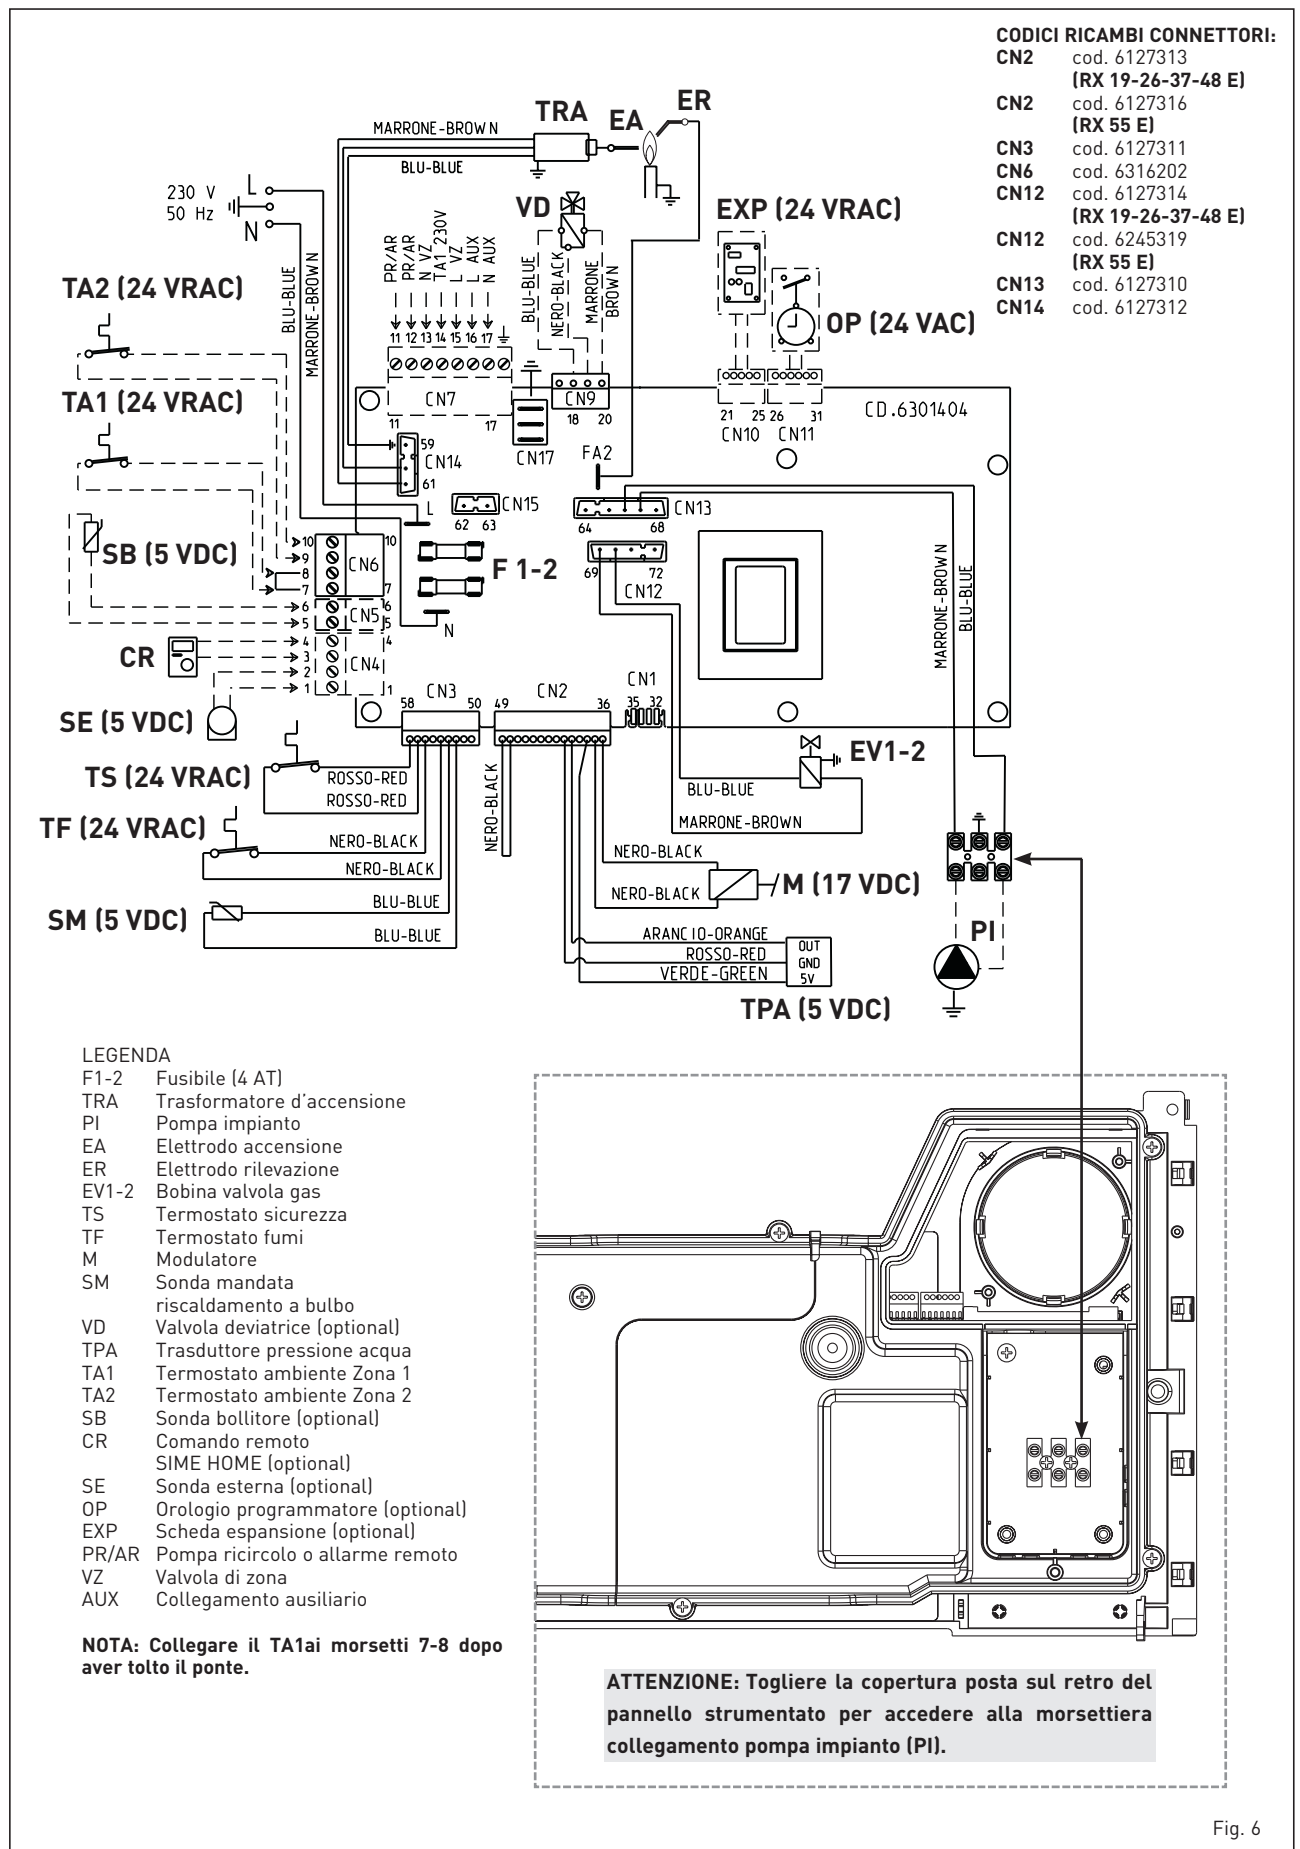 CODICI RICAMBI CONNETTORI:
CN2 cod. 6127313
(RX 19-26-37-48 E)
CN2 cod. 6127316
(RX 55 E)
CN3 cod. 6127311
CN6 cod. 6316202
CN12 cod. 6127314
(RX 19-26-37-48 E)
CN12 cod. 6245319
(RX 55 E)
CN13 cod. 6127310
CN14 cod. 6127312
TRA
EA
ER
MARRONE-BROWN
BLU-BLUE
230 V
50 Hz
L
N
VD
EXP (24 VRAC)
OP (24 VAC)
PR/AR
PR/AR
N VZ
TA1 230V
L VZ
L AUX
N AUX
BLU-BLUE
NERO-BLACK
MARRONE
BROWN
BLU-BLUE
MARRONE-BROWN
11 12 13 14 15 16 17
TA2 (24 VRAC)
TA1 (24 VRAC)
SB (5 VDC)
CR
SE (5 VDC)
CN7
11 17
CN9
18 20
21 25 26 31
CN10 CN11
CD.6301404
CN17
FA2
59
CN14
61
L
CN15
62 63
CN13
64 68
F 1-2
69 72
CN12
N
10
9
8
7
6
5
4
3
2
1
10
CN6
7
6
CN5
5
4
CN4
1
MARRONE-BROWN
BLU-BLUE
CN3
58 50
CN2
49 36
CN1
35 32
TS (24 VRAC)
ROSSO-RED
ROSSO-RED
TF (24 VRAC)
NERO-BLACK
NERO-BLACK
SM (5 VDC)
BLU-BLUE
BLU-BLUE
NERO-BLACK
EV1-2
BLU-BLUE
MARRONE-BROWN
NERO-BLACK
NERO-BLACK
M (17 VDC)
ARANCIO-ORANGE
ROSSO-RED
VERDE-GREEN
OUT
GND
5V
TPA (5 VDC)
PI
LEGENDA
F1-2 Fusibile (4 AT)
TRA Trasformatore d'accensione
PI Pompa impianto
EA Elettrodo accensione
ER Elettrodo rilevazione
EV1-2 Bobina valvola gas
TS Termostato sicurezza
TF Termostato fumi
M Modulatore
SM Sonda mandata
riscaldamento a bulbo
VD Valvola deviatrice (optional)
TPA Trasduttore pressione acqua
TA1 Termostato ambiente Zona 1
TA2 Termostato ambiente Zona 2
SB Sonda bollitore (optional)
CR Comando remoto
SIME HOME (optional)
SE Sonda esterna (optional)
OP Orologio programmatore (optional)
EXP Scheda espansione (optional)
PR/AR Pompa ricircolo o allarme remoto
VZ Valvola di zona
AUX Collegamento ausiliario
NOTA: Collegare il TA1ai morsetti 7-8 dopo
aver tolto il ponte.
ATTENZIONE: Togliere la copertura posta sul retro del
pannello strumentato per accedere alla morsettiera
collegamento pompa impianto (PI).
Fig. 6